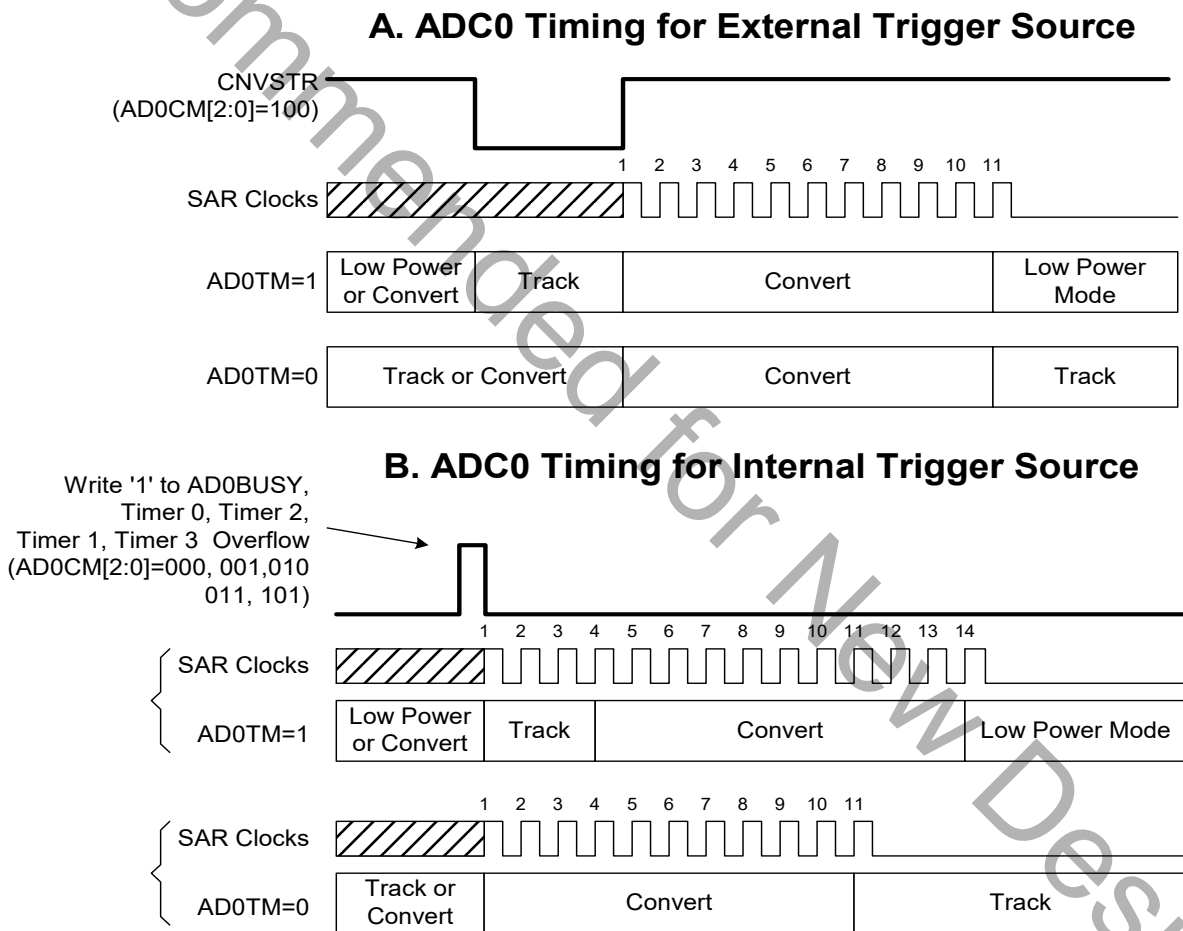 A. ADC0 Timing for External Trigger Source
CNVSTR
(AD0CM[2:0]=100)
1 2 3 4 5 6 7 8 9 10 11
SAR Clocks
AD0TM=1
Low Power
or Convert
Track
Convert
Low Power
Mode
AD0TM=0
Track or Convert
Convert
Track
B. ADC0 Timing for Internal Trigger Source
Write '1' to AD0BUSY,
Timer 0, Timer 2,
Timer 1, Timer 3 Overflow
(AD0CM[2:0]=000, 001,010
011, 101)
1 2 3 4 5 6 7 8 9 10 11 12 13 14
SAR Clocks
AD0TM=1
Low Power
or Convert
Track
Convert
Low Power Mode
1 2 3 4 5 6 7 8 9 10 11
SAR Clocks
AD0TM=0
Track or
Convert
Convert
Track
for New